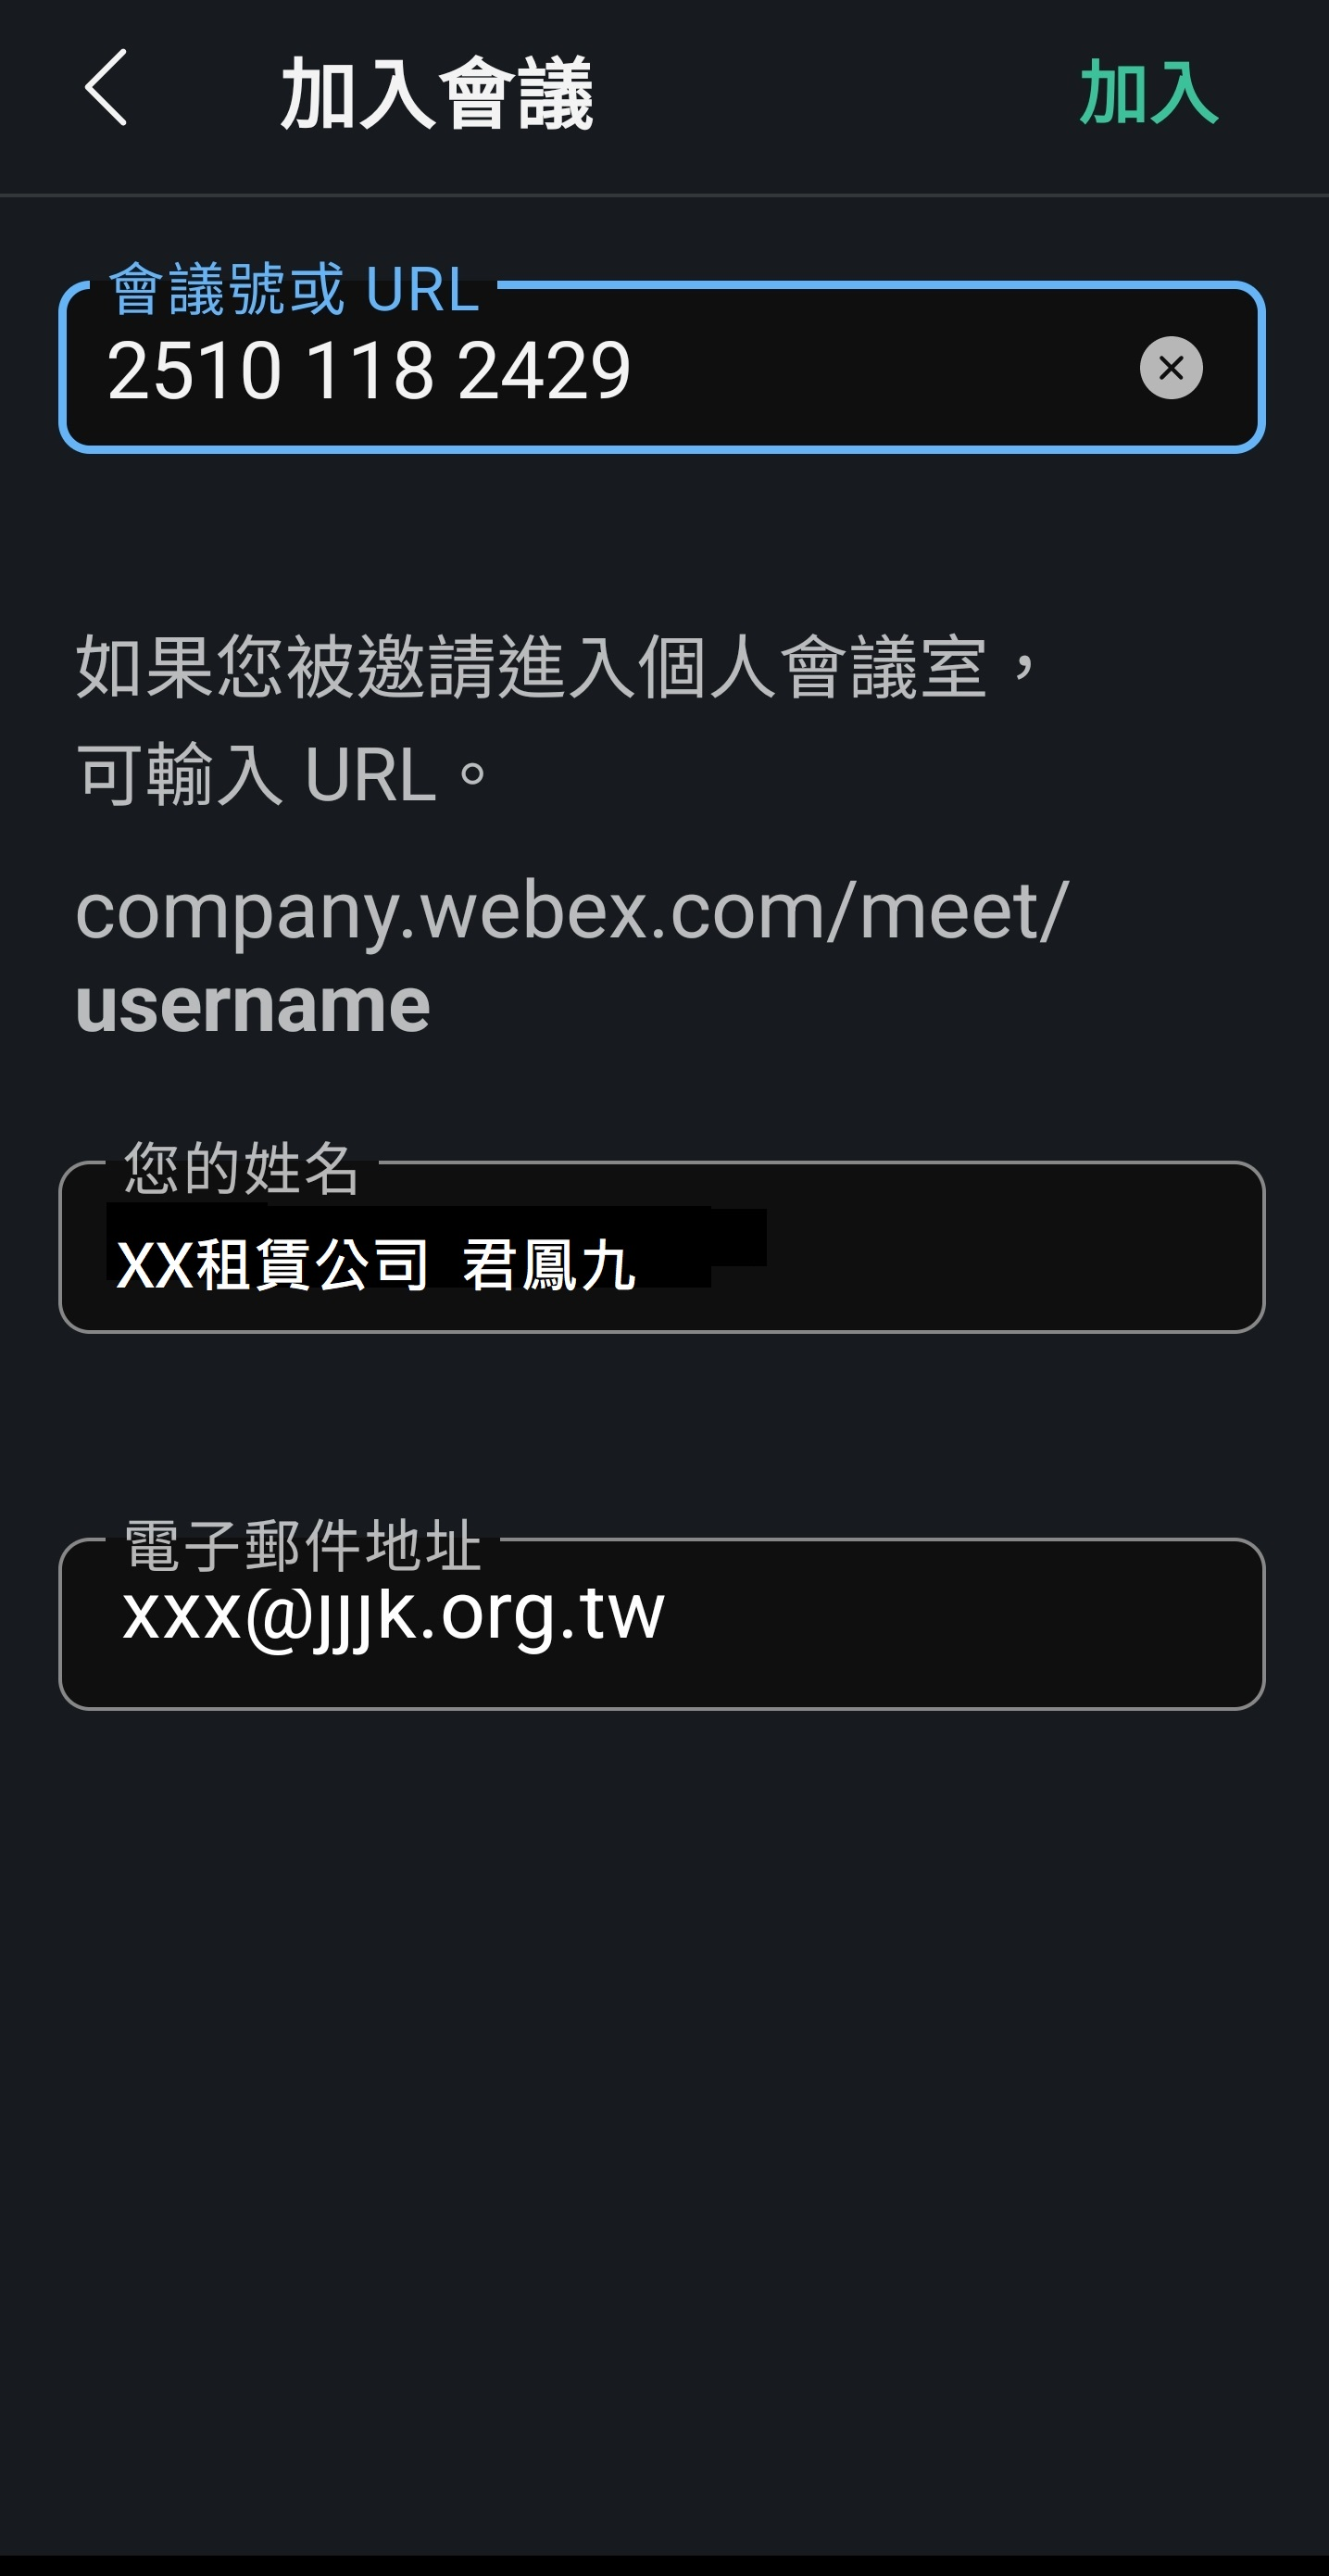 加入會議
加入
會議號或 URL
2510 118 2429
如果您被邀請進入個人會議室，
可輸入 URL。
company.webex.com/meet/
username
您的姓名
XX租賃公司 君鳳九
電子郵件地址
xxx@jjjk.org.tw